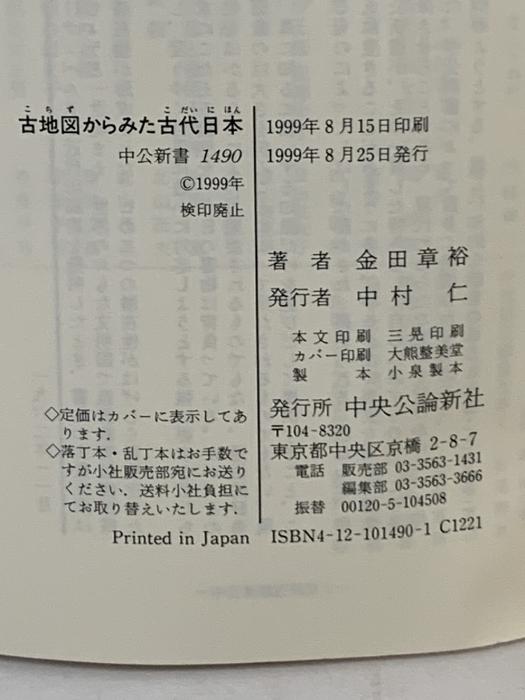 こちず こだいにほん
古地図からみた古代日本
中公新書 1490
©1999年
検印廃止
◇定価はカバーに表示してあ
ります.
◇落丁本・乱丁本はお手数で
すが小社販売部宛にお送り
ください. 送料小社負担に
てお取り替えいたします.
Printed in Japan
1999年8月15日印刷
1999年8月25日発行
著者 金田章裕
発行者 中村 仁
本文印刷 三晃印刷
カバー印刷 大熊整美堂
製本 小泉製本
発行所 中央公論新社
〒104-8320
東京都中央区京橋 2-8-7
電話 販売部 03-3563-1431
編集部 03-3563-3666
振替 00120-5-104508
ISBN4-12-101490-1 C1221